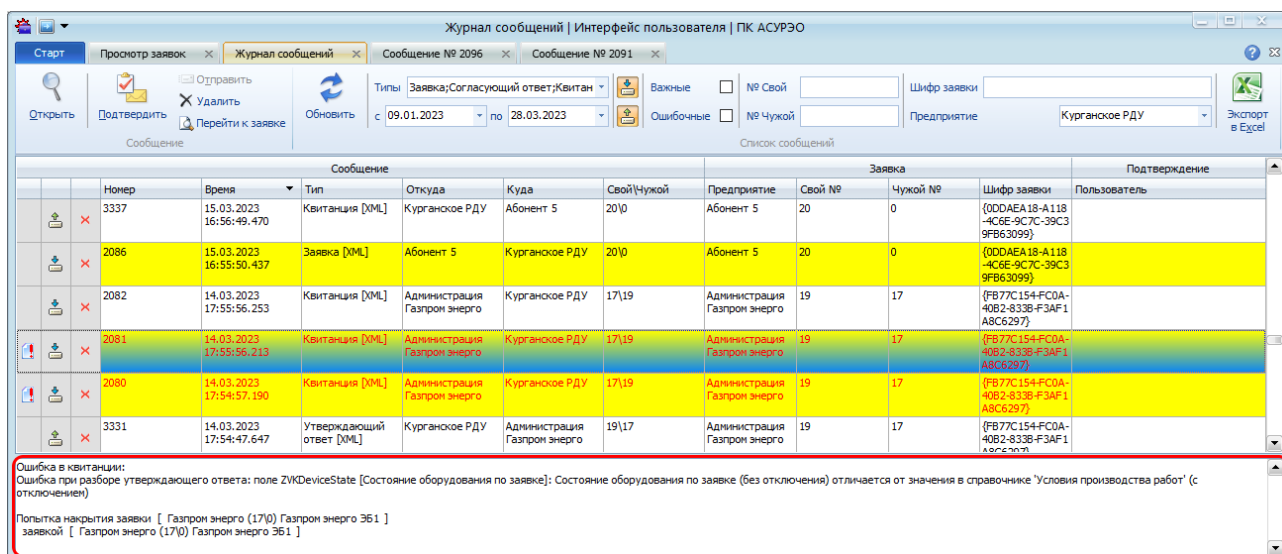 Журнал сообщений | Интерфейс пользователя | ПК АСУРЭО
Старт Просмотр заявок Журнал сообщений Сообщение № 2096 Сообщение № 2091
Открыть Подтвердить Отправить Удалить Перейти к заявке Обновить Типы Заявка;Согласующий ответ;Квитан Важные № Свой Шифр заявки Экспорт в Excel
с 09.01.2023 по 28.03.2023 Ошибочные № Чужой Предприятие Курганское РДУ
Сообщение Список сообщений
Сообщение Заявка Подтверждение
Номер Время Тип Откуда Куда Свой\Чужой Предприятие Свой № Чужой № Шифр заявки Пользователь
3337 15.03.2023 Квитанция [XML] Курганское РДУ Абонент 5 20\0 Абонент 5 20 0 {0DDAEA18-A118
16:56:49.470 -4C6E-9C7C-39C3
9FB63099}
2086 15.03.2023 Заявка [XML] Абонент 5 Курганское РДУ 20\0 Абонент 5 20 0 {0DDAEA18-A118
16:55:50.437 -4C6E-9C7C-39C3
9FB63099}
2082 14.03.2023 Квитанция [XML] Администрация Курганское РДУ 17\19 Администрация 19 17 {FB77C154-FC0A-
17:55:56.253 Газпром энерго Газпром энерго 40B2-833B-F3AF1
A8C6297}
2081 14.03.2023 Квитанция [XML] Администрация Курганское РДУ 17\19 Администрация 19 17 {FB77C154-FC0A-
17:55:56.213 Газпром энерго Газпром энерго 40B2-833B-F3AF1
A8C6297}
2080 14.03.2023 Квитанция [XML] Администрация Курганское РДУ 17\19 Администрация 19 17 {FB77C154-FC0A-
17:54:57.190 Газпром энерго Газпром энерго 40B2-833B-F3AF1
A8C6297}
3331 14.03.2023 Утверждающий Курганское РДУ Администрация 19\17 Администрация 19 17 {FB77C154-FC0A-
17:54:47.647 ответ [XML] Газпром энерго Газпром энерго 40B2-833B-F3AF1
A8C6297}
Ошибка в квитанции:
Ошибка при разборе утверждающего ответа: поле ZVKDeviceState [Состояние оборудования по заявке]: Состояние оборудования по заявке (без отключения) отличается от значения в справочнике 'Условия производства работ' (с
отключением)
Попытка накрытия заявки [ Газпром энерго (17\0) Газпром энерго ЭБ1 ]
заявкой [ Газпром энерго (17\0) Газпром энерго ЭБ1 ]